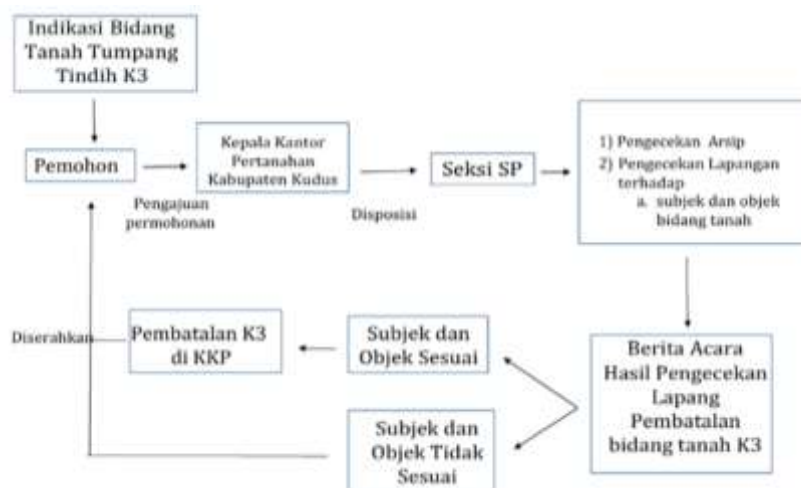 Indikasi Bidang
Tanah Tumpang
Tindih K3
Pemohon
Pengajuan
permohonan
Kepala Kantor
Pertanahan
Kabupaten Kudus
Disposisi
Seksi SP
1) Pengecekan Arsip
2) Pengecekan Lapangan
terhadap
a. subjek dan objek
bidang tanah
Berita Acara
Hasil Pengecekan
Lapang
Pembatalan
bidang tanah K3
Subjek dan
Objek Sesuai
Pembatalan K3
di KKP
Diserahkan
Subjek dan
Objek Tidak
Sesuai